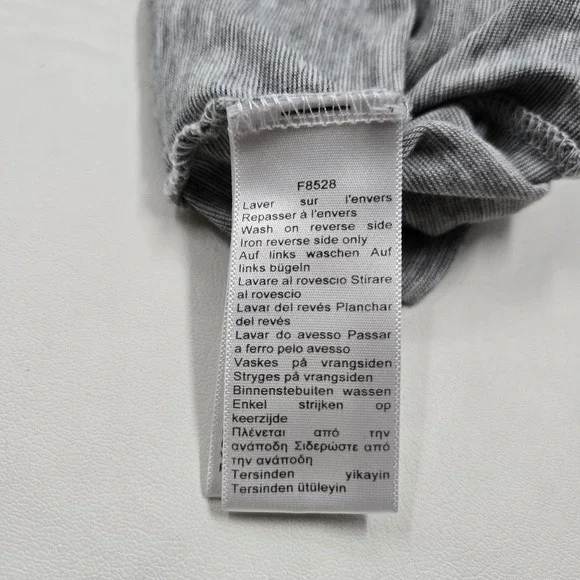 F8528
Laver sur l'envers
Repasser à l'envers
Wash on reverse side
Iron reverse side only
Auf links waschen Auf
links bügeln
Lavare al rovescio Stirare
al rovescio
Lavar del revés Planchar
del revés
Lavar do avesso Passar
a ferro pelo avesso
Vaskes på vrangsiden
Stryges på vrangsiden
Binnenstebuiten wassen
Enkel strijken op
keerzijde
Πλένεται από την
ανάποδη Σιδερώστε από
την ανάποδη
Tersinden yikayin
Tersinden ütüleyin